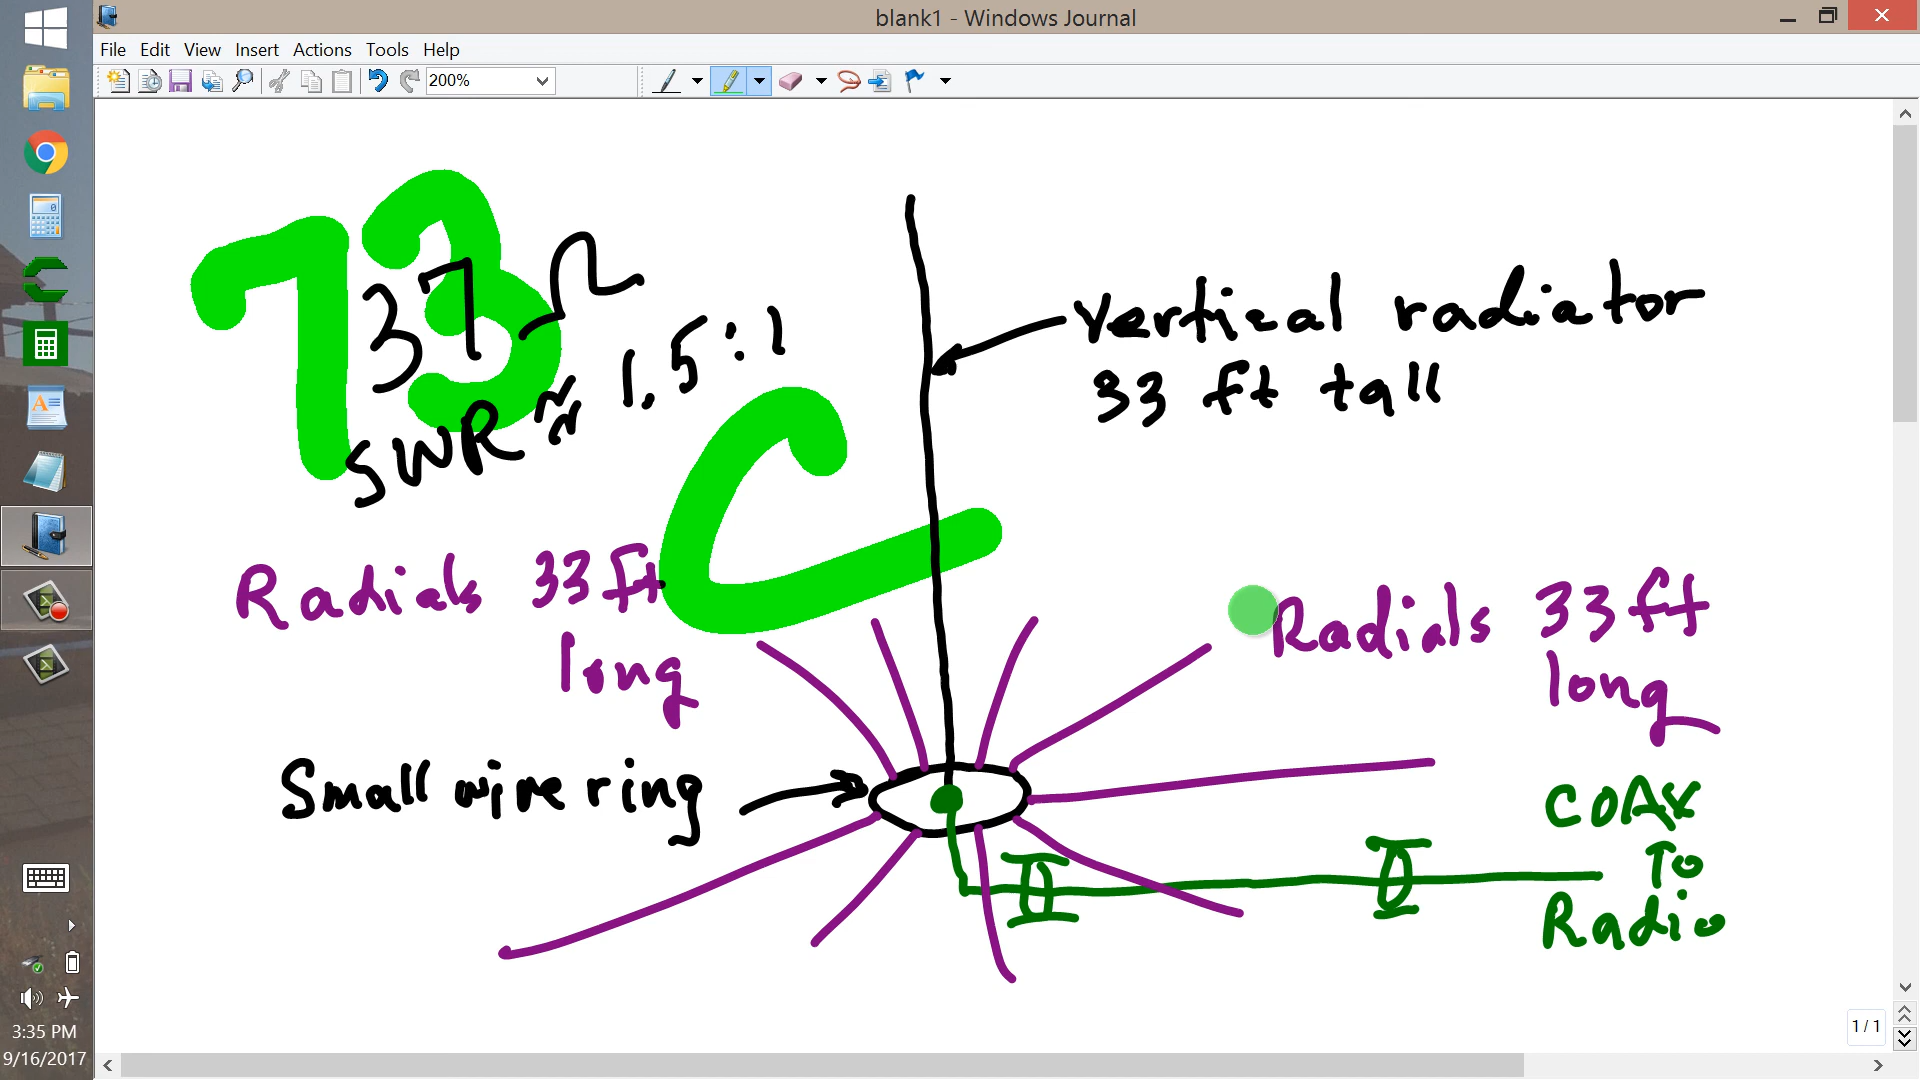 blank1 - Windows Journal
File Edit View Insert Actions Tools Help
200%
73
37 Ω
SWR ≈ 1.5:1
C
Vertical radiator
33 ft tall
Radials 33 ft
long
Radials 33 ft
long
Small wire ring
COAX
TO
Radio
3:35 PM
9/16/2017
1 / 1